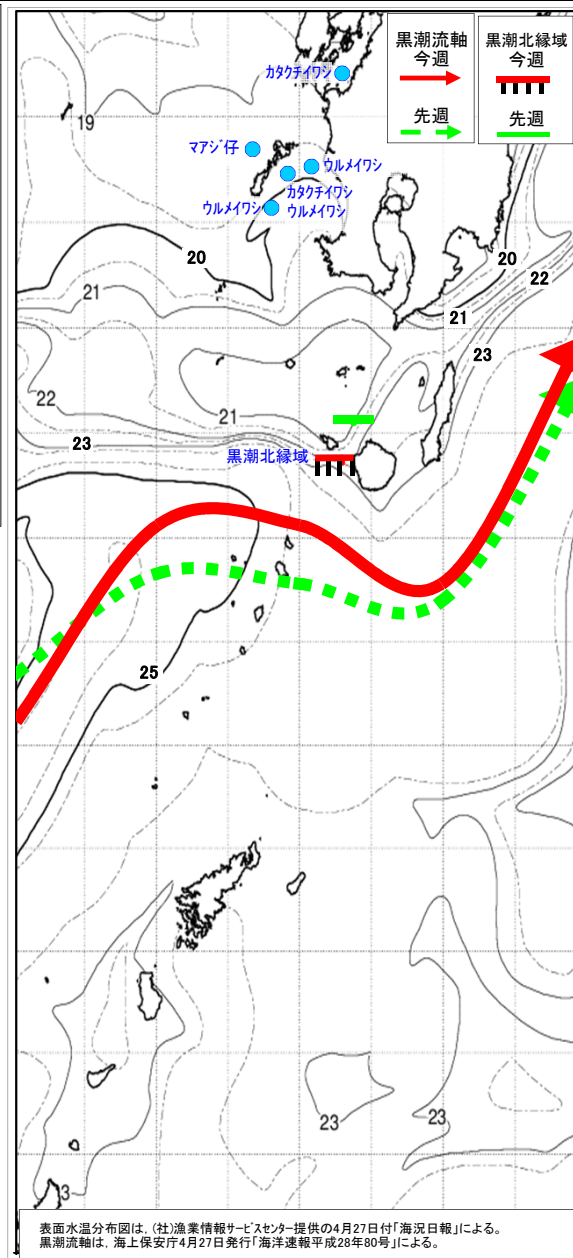 黒潮流軸
今週
先週
黒潮北縁域
今週
先週
カタクチイワシ
19
マアジ仔
ウルメイワシ
カタクチイワシ
ウルメイワシ
ウルメイワシ
20
20
21
22
21
23
22
21
23
黒潮北縁域
25
23
23
3
表面水温分布図は，(社)漁業情報サービスセンター提供の4月27日付「海況日報」による。
黒潮流軸は，海上保安庁4月27日発行「海洋速報平成28年80号」による。